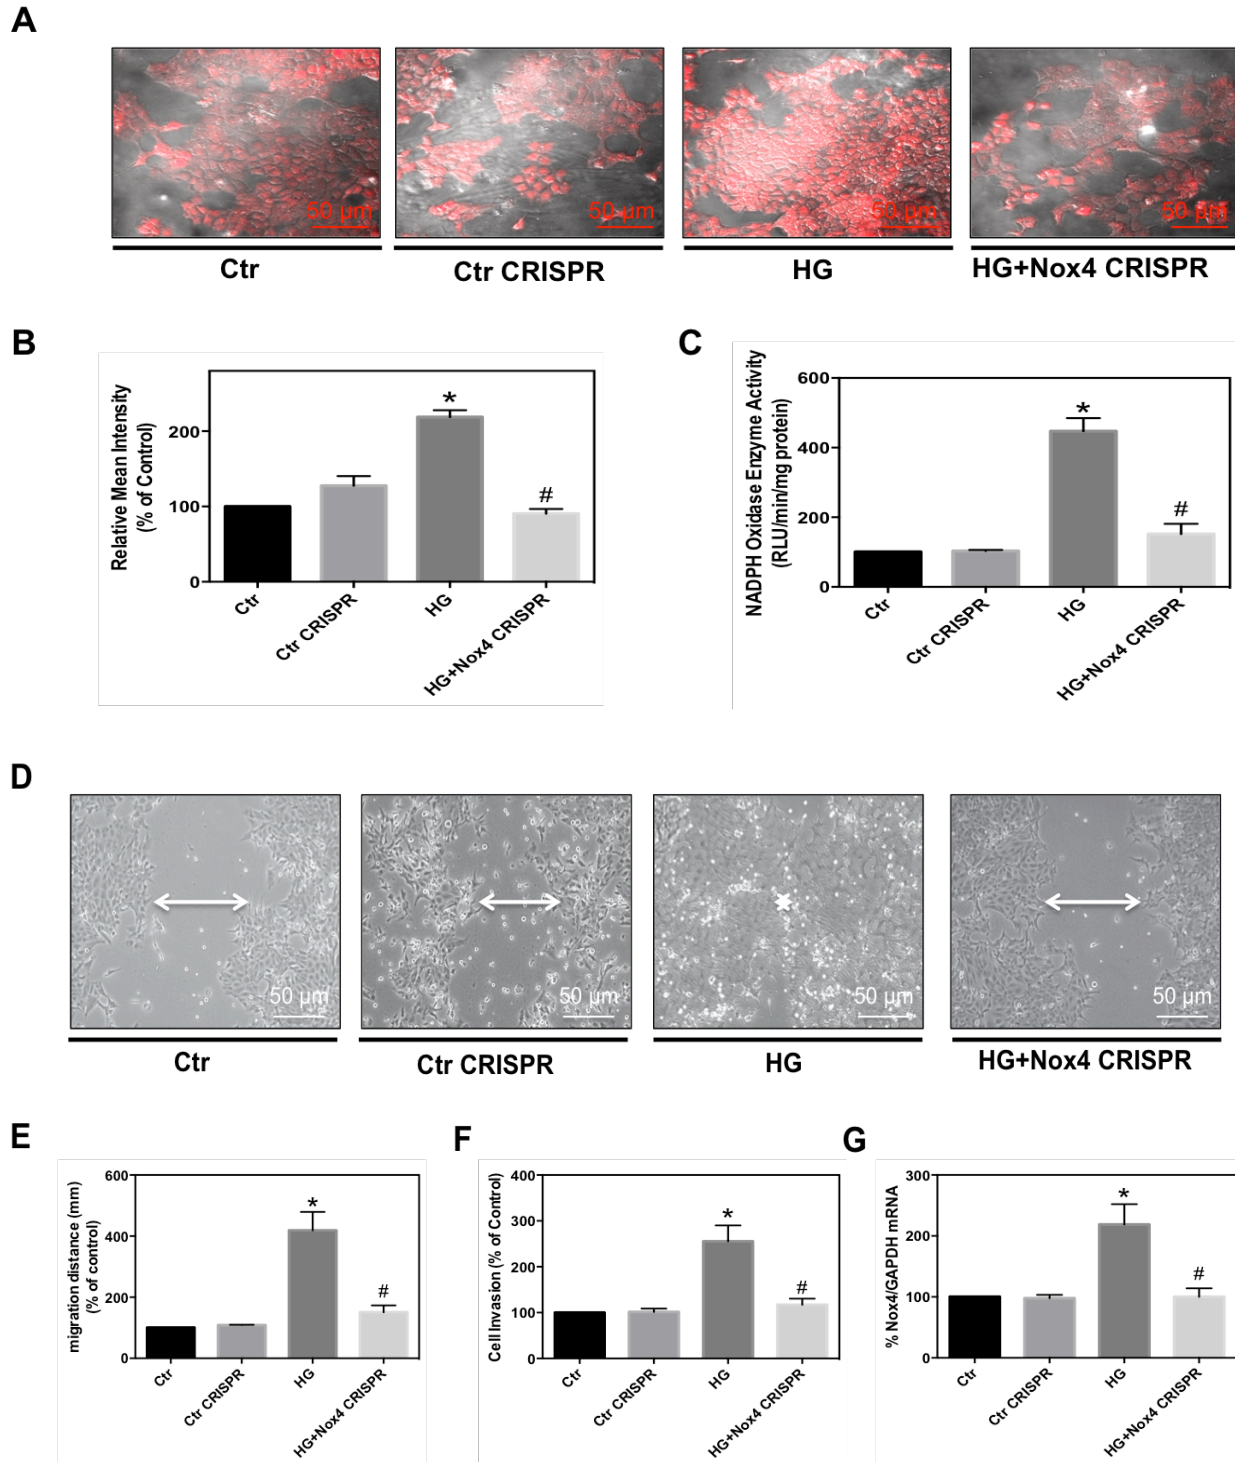 A
50 μm
50 μm
50 μm
50 μm
Ctr
Ctr CRISPR
HG
HG+Nox4 CRISPR
B
Relative Mean Intensity
(% of Control)
200
100
0
*
#
Ctr
Ctr CRISPR
HG
HG+Nox4 CRISPR
C
NADPH Oxidase Enzyme Activity
(RLU/min/mg protein)
600
400
200
0
*
#
Ctr
Ctr CRISPR
HG
HG+Nox4 CRISPR
D
50 μm
50 μm
50 μm
50 μm
Ctr
Ctr CRISPR
HG
HG+Nox4 CRISPR
E
migration distance (mm)
(% of control)
600
400
200
0
*
#
Ctr
Ctr CRISPR
HG
HG+Nox4 CRISPR
F
Cell Invasion (% of Control)
400
300
200
100
0
*
#
Ctr
Ctr CRISPR
HG
HG+Nox4 CRISPR
G
% Nox4/GAPDH mRNA
300
200
100
0
*
#
Ctr
Ctr CRISPR
HG
HG+Nox4 CRISPR